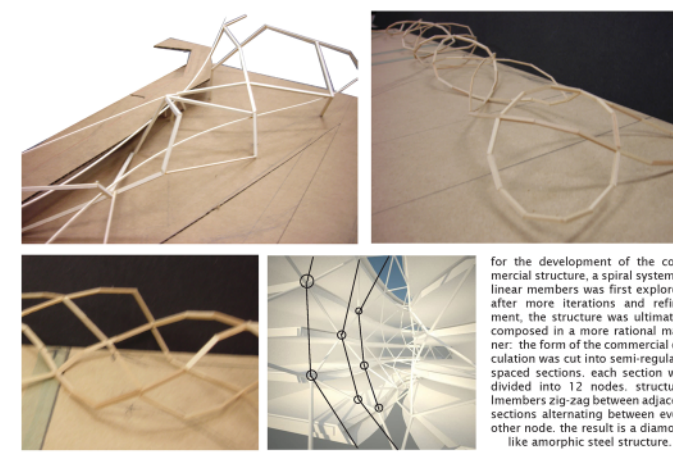 for the development of the co
mercial structure, a spiral system
linear members was first explor
after more iterations and refi
ment, the structure was ultimat
composed in a more rational ma
ner: the form of the commercial
culation was cut into semi-regula
spaced sections. each section w
divided into 12 nodes. structu
lmembers zig-zag between adjace
sections alternating between ev
other node. the result is a diamo
like amorphic steel structure.